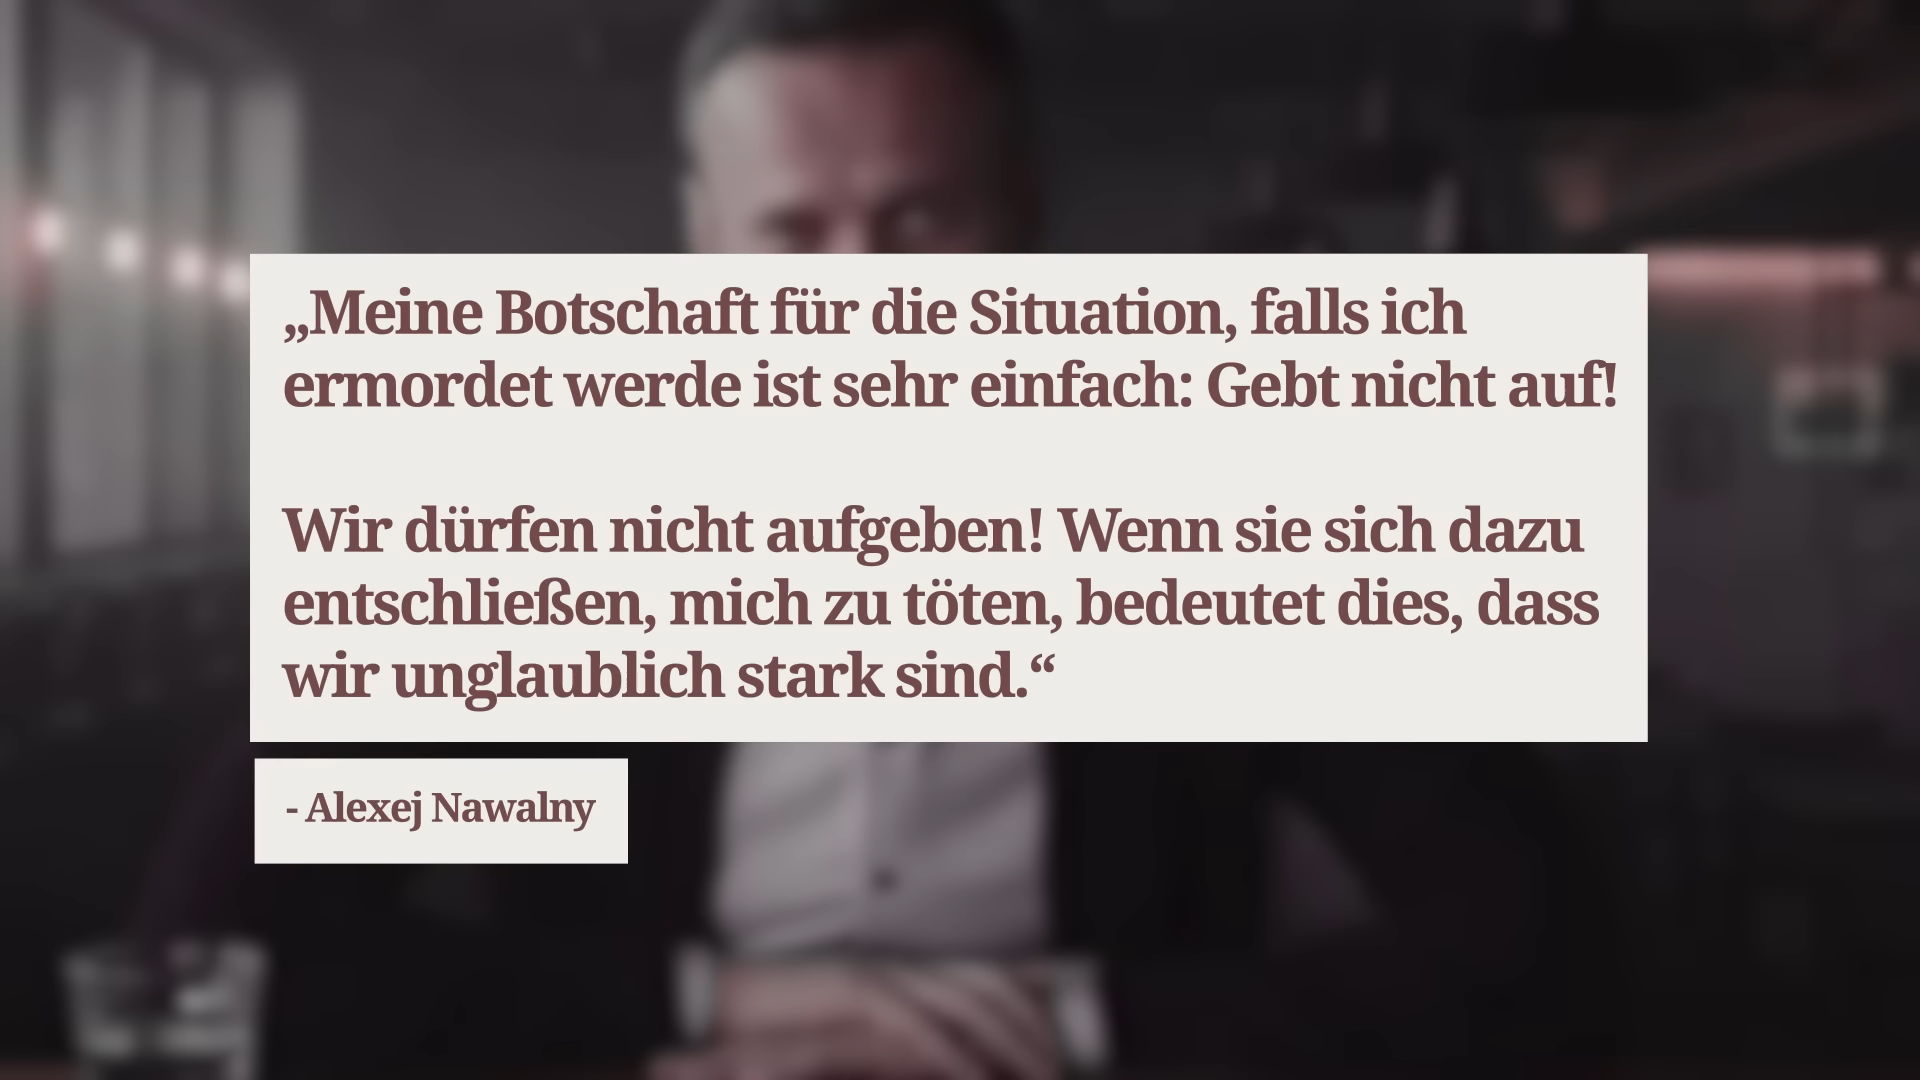 „Meine Botschaft für die Situation, falls ich
ermordet werde ist sehr einfach: Gebt nicht auf!
Wir dürfen nicht aufgeben! Wenn sie sich dazu
entschließen, mich zu töten, bedeutet dies, dass
wir unglaublich stark sind.“
- Alexej Nawalny